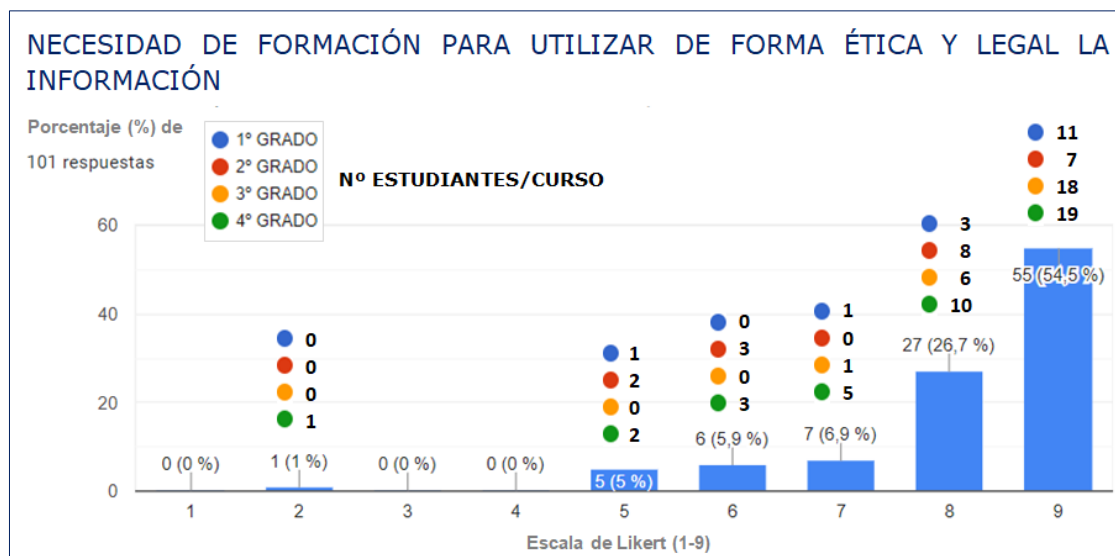 NECESIDAD DE FORMACIÓN PARA UTILIZAR DE FORMA ÉTICA Y LEGAL LA
INFORMACIÓN
Porcentaje (%) de
101 respuestas
1º GRADO
2º GRADO
3º GRADO
4º GRADO
Nº ESTUDIANTES/CURSO
60
40
20
0
0 (0 %)
0
0
0
1
1 (1 %)
0 (0 %)
0 (0 %)
1
2
0
2
5 (5 %)
0
3
0
3
6 (5,9 %)
1
0
1
5
7 (6,9 %)
3
8
6
10
27 (26,7 %)
11
7
18
19
55 (54,5 %)
1
2
3
4
5
6
7
8
9
Escala de Likert (1-9)